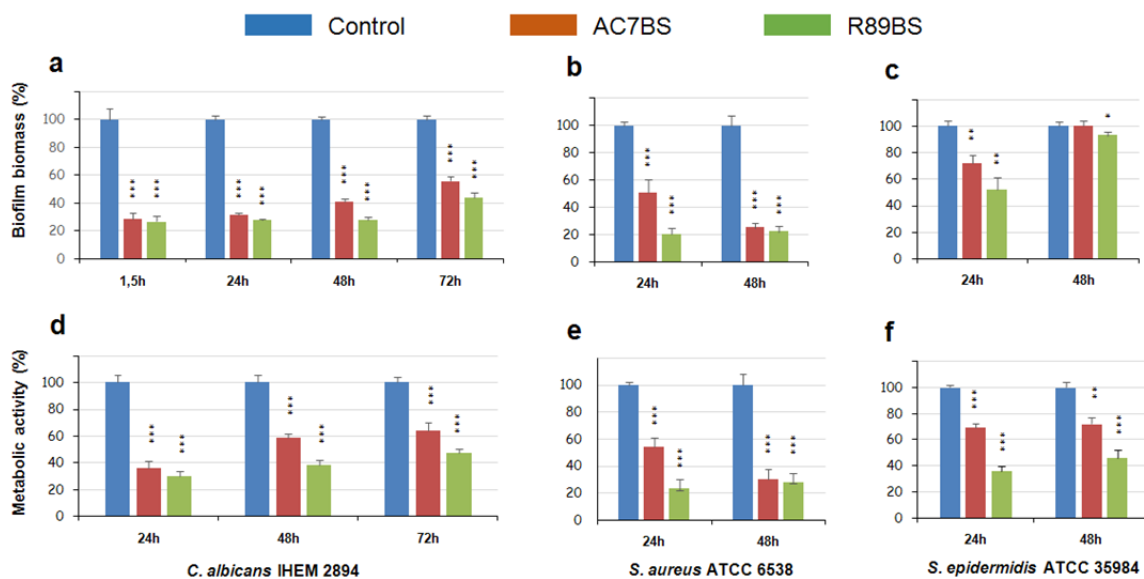 Control AC7BS R89BS
a
b
c
Biofilm biomass (%)
120
100
80
60
40
20
0
*** *** *** *** *** *** *** ***
1,5h 24h 48h 72h
100
80
60
40
20
0
*** *** *** ***
24h 48h
100
80
60
40
20
0
** ** *
24h 48h
d
e
f
Metabolic activity (%)
100
80
60
40
20
0
*** *** *** *** *** ***
24h 48h 72h
100
80
60
40
20
0
*** *** *** ***
24h 48h
100
80
60
40
20
0
*** *** ** ***
24h 48h
C. albicans IHEM 2894
S. aureus ATCC 6538
S. epidermidis ATCC 35984